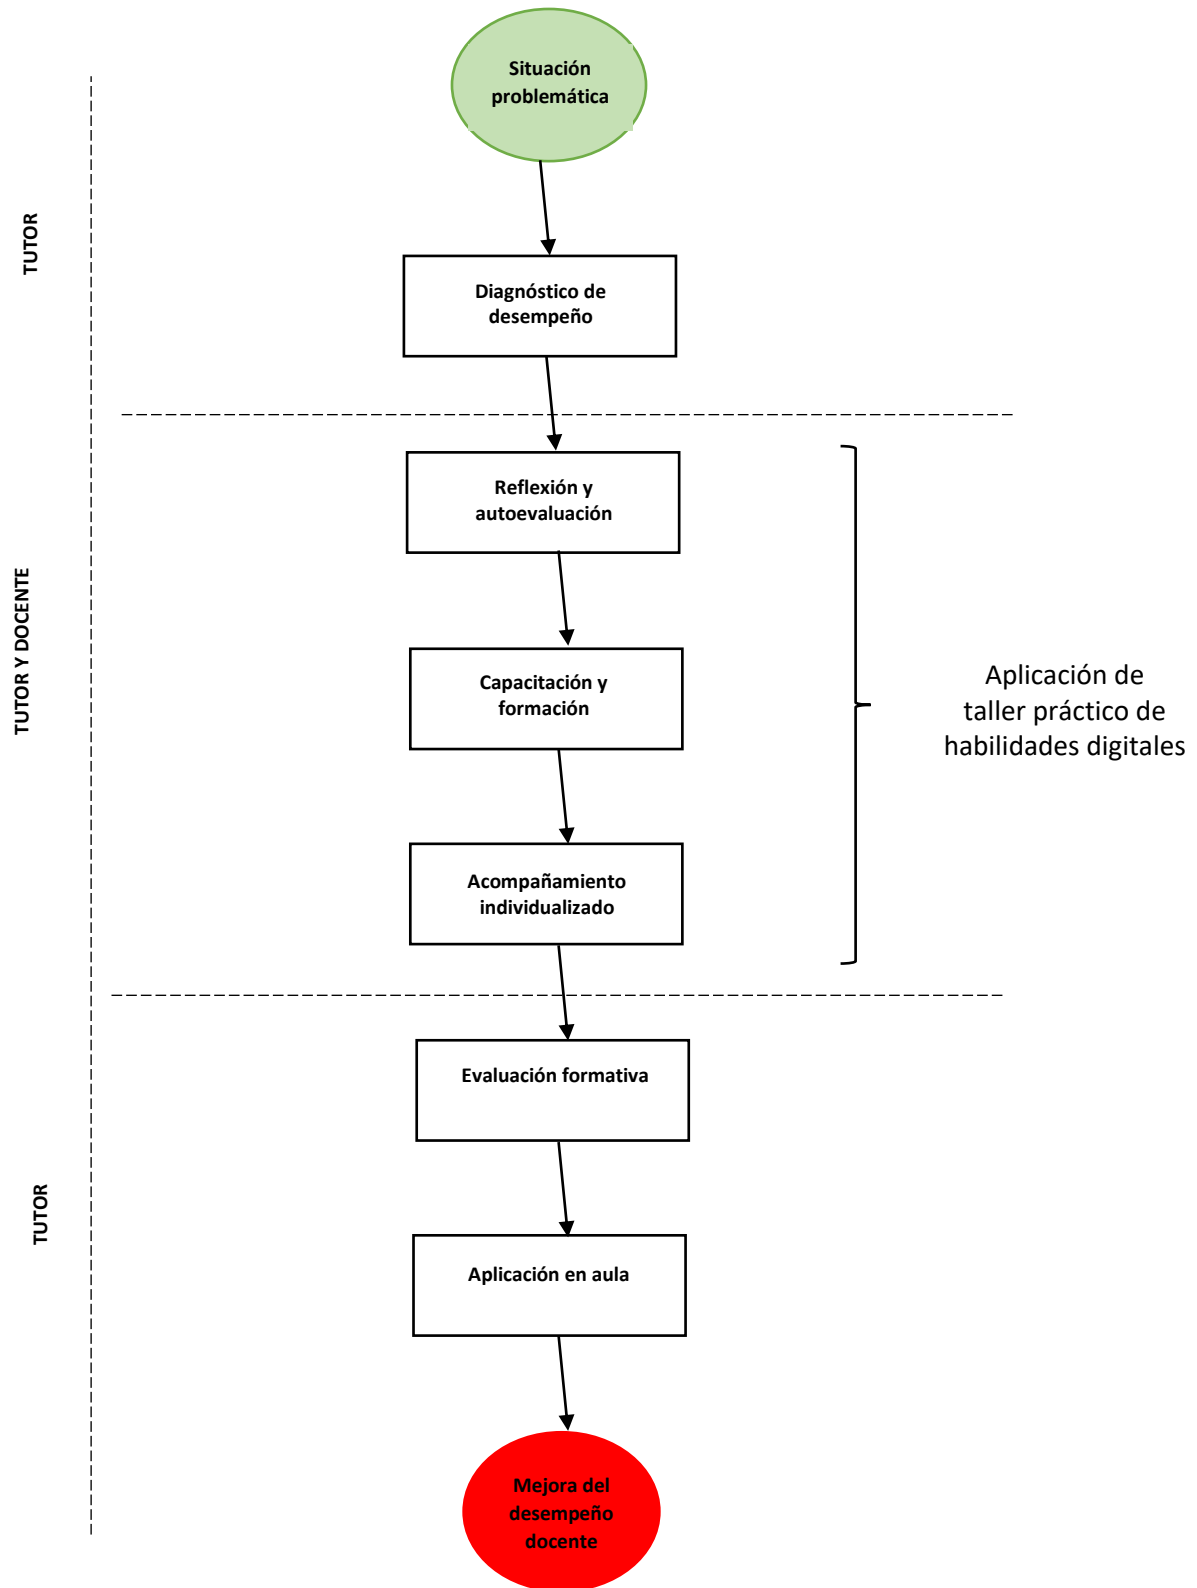 Situación
problemática
TUTOR
Diagnóstico de
desempeño
Reflexión y
autoevaluación
TUTOR Y DOCENTE
Capacitación y
formación
Aplicación de
taller práctico de
habilidades digitales
Acompañamiento
individualizado
Evaluación formativa
TUTOR
Aplicación en aula
Mejora del
desempeño
docente